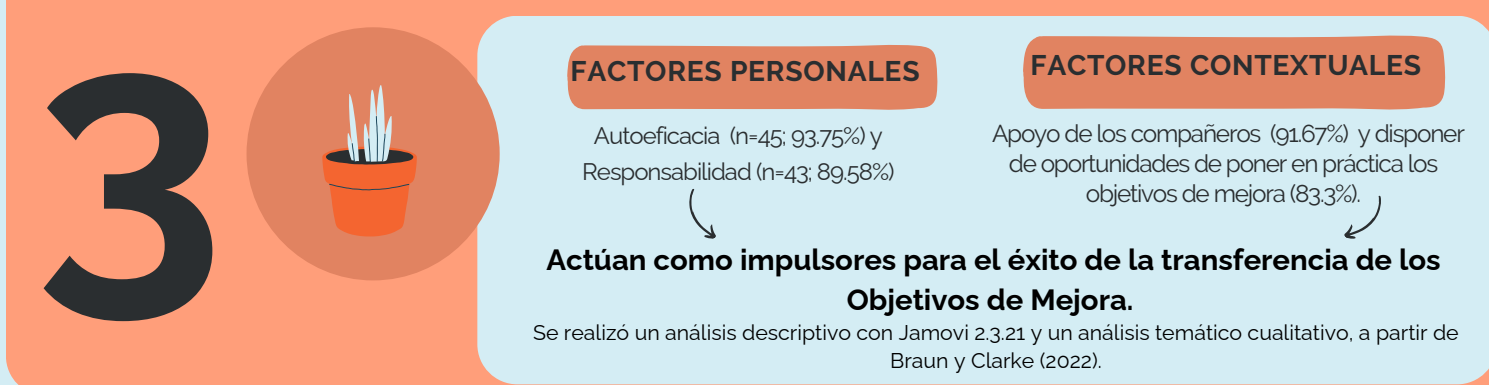 3
FACTORES PERSONALES
Autoeficacia (n=45; 93.75%) y
Responsabilidad (n=43; 89.58%)
FACTORES CONTEXTUALES
Apoyo de los compañeros (91.67%) y disponer
de oportunidades de poner en práctica los
objetivos de mejora (83.3%).
Actúan como impulsores para el éxito de la transferencia de los
Objetivos de Mejora.
Se realizó un análisis descriptivo con Jamovi 2.3.21 y un análisis temático cualitativo, a partir de
Braun y Clarke (2022).